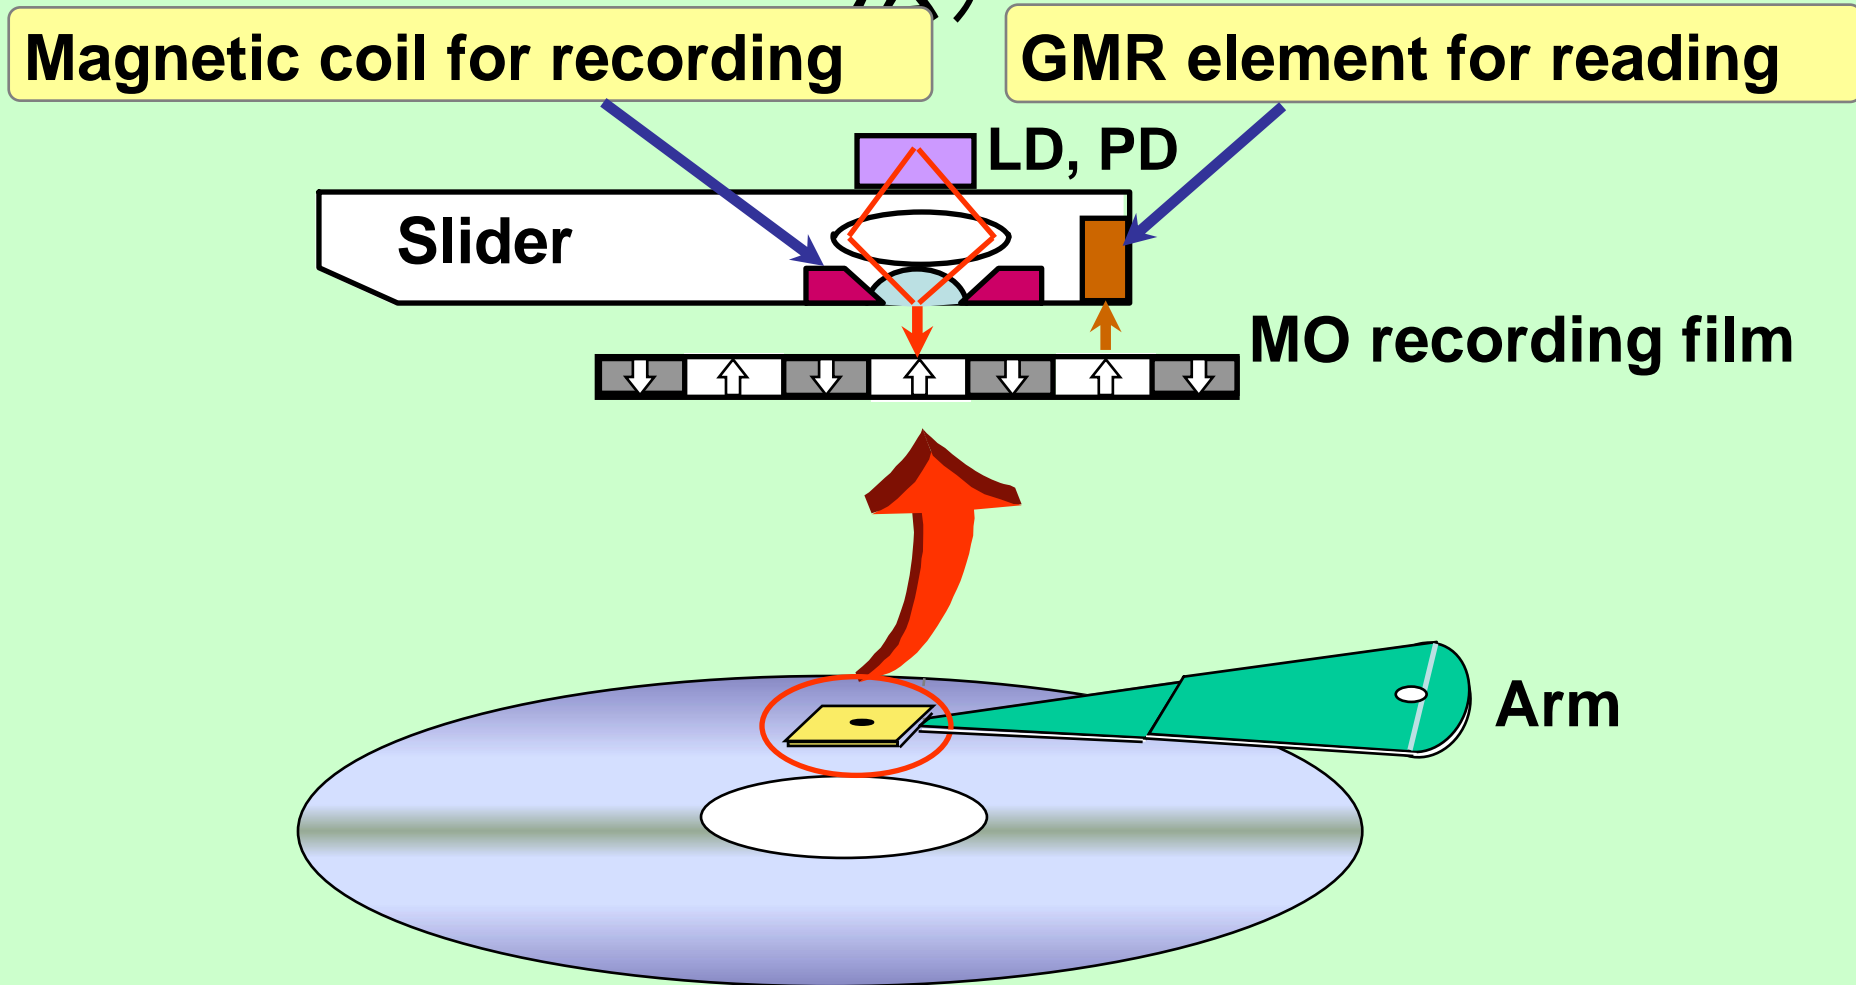 Magnetic coil for recording
GMR element for reading
LD, PD
Slider
MO recording film
Arm